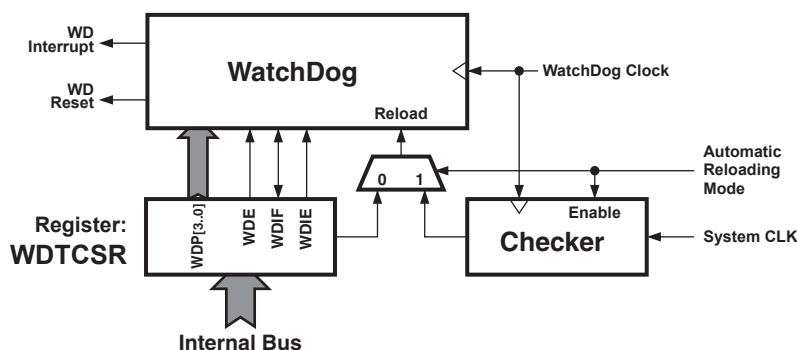 WD
Interrupt
WD
Reset
WatchDog
Reload
WatchDog Clock
Automatic
Reloading
Mode
0 1
Register:
WDTCSR
WDP[3..0]
WDE
WDIF
WDIE
Enable
Checker
System CLK
Internal Bus